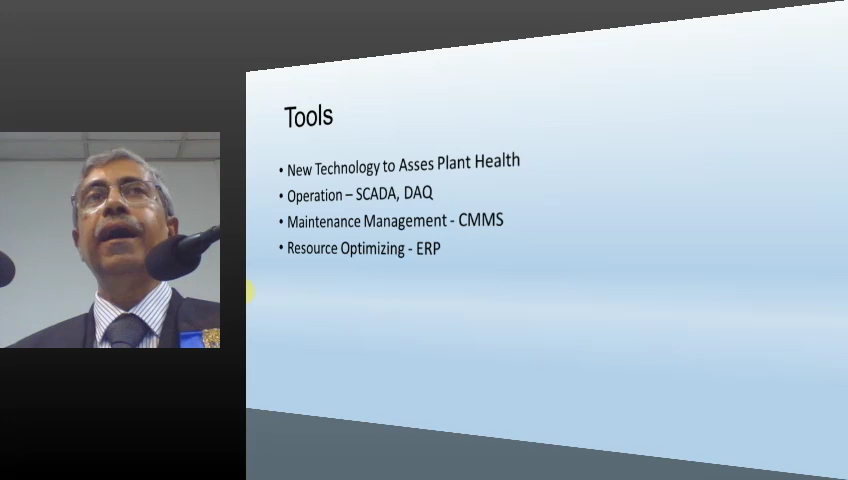 Tools
• New Technology to Asses Plant Health
• Operation – SCADA, DAQ
• Maintenance Management - CMMS
• Resource Optimizing - ERP